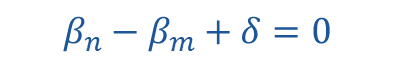 βₙ − βₘ + δ = 0